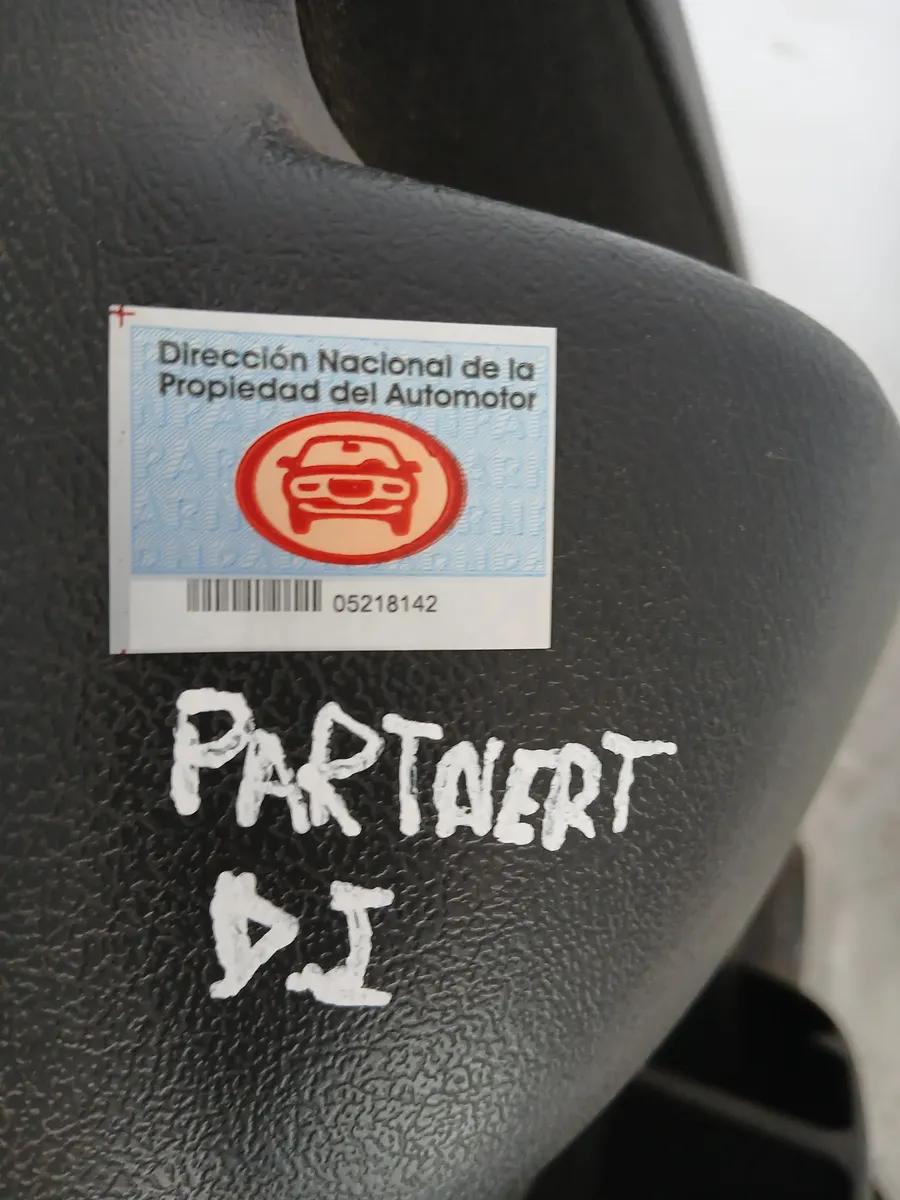 Dirección Nacional de la
Propiedad del Automotor
05218142
PARTNERT
DI